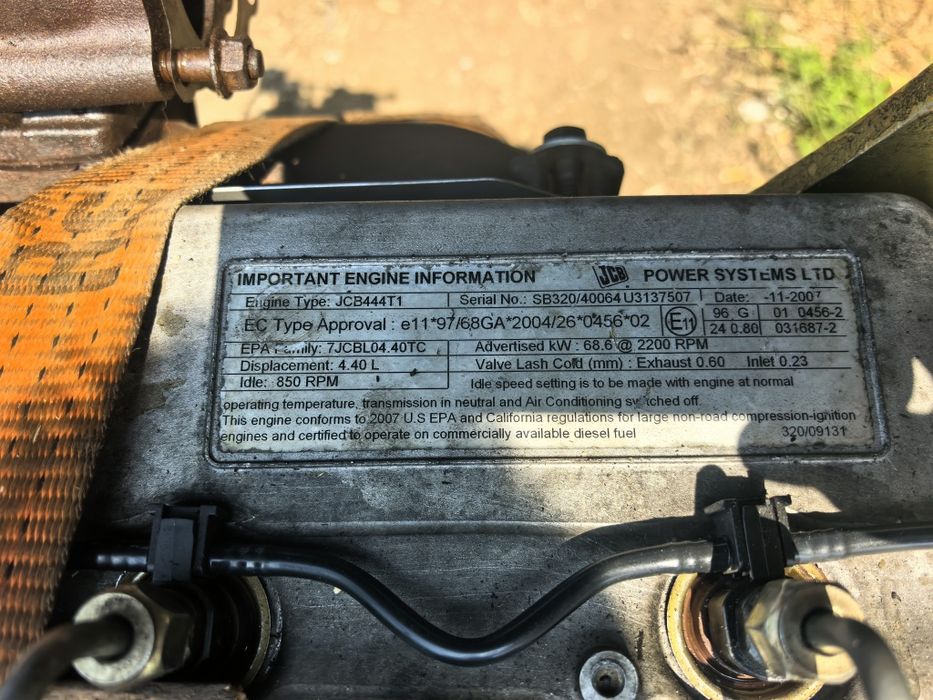 IMPORTANT ENGINE INFORMATION JCB POWER SYSTEMS LTD
Engine Type: JCB444T1 Serial No.: SB320/40064 U3137507 Date: -11-2007
EC Type Approval : e11*97/68GA*2004/26*0456*02 E11 96 G 01 0456-2
24 0.80 031687-2
EPA Family: 7JCBL04.40TC Advertised kW : 68.6 @ 2200 RPM
Displacement: 4.40 L Valve Lash Cold (mm) : Exhaust 0.60 Inlet 0.23
Idle: 850 RPM Idle speed setting is to be made with engine at normal
operating temperature, transmission in neutral and Air Conditioning switched off.
This engine conforms to 2007 U.S EPA and California regulations for large non-road compression-ignition
engines and certified to operate on commercially available diesel fuel 320/09131